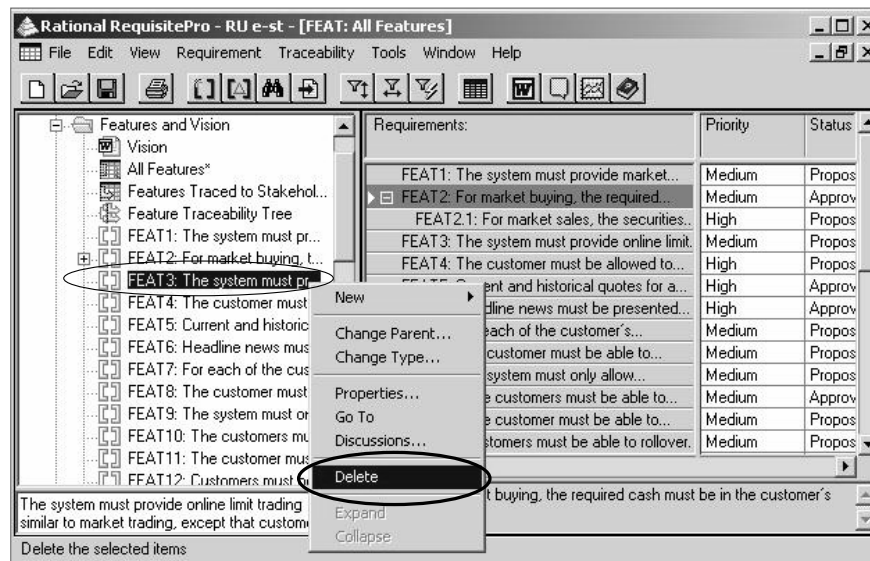 Rational RequisitePro - RU e-st - [FEAT: All Features]
File Edit View Requirement Traceability Tools Window Help
Features and Vision
Vision
All Features*
Features Traced to Stakehol...
Feature Traceability Tree
FEAT1: The system must pr...
FEAT2: For market buying, t...
FEAT3: The system must pr...
FEAT4: The customer must
FEAT5: Current and historic
FEAT6: Headline news mus
FEAT7: For each of the cus
FEAT8: The customer must
FEAT9: The system must or
FEAT10: The customers mu
FEAT11: The customer mus
FEAT12: Customers must b
The system must provide online limit trading
similar to market trading, except that custome
Requirements: Priority Status
FEAT1: The system must provide market... Medium Propos
FEAT2: For market buying, the required... Medium Approv
FEAT2.1: For market sales, the securities.. High Propos
FEAT3: The system must provide online limit. Medium Propos
FEAT4: The customer must be allowed to... High Propos
FEAT5: Current and historical quotes for a... High Approv
dline news must be presented... High Approv
each of the customer´s... Medium Propos
customer must be able to... Medium Propos
system must only allow... Medium Propos
e customers must be able to... Medium Approv
e customer must be able to... Medium Propos
stomers must be able to rollover. Medium Propos
t buying, the required cash must be in the customer´s
New
Change Parent...
Change Type...
Properties...
Go To
Discussions...
Delete
Expand
Collapse
Delete the selected items